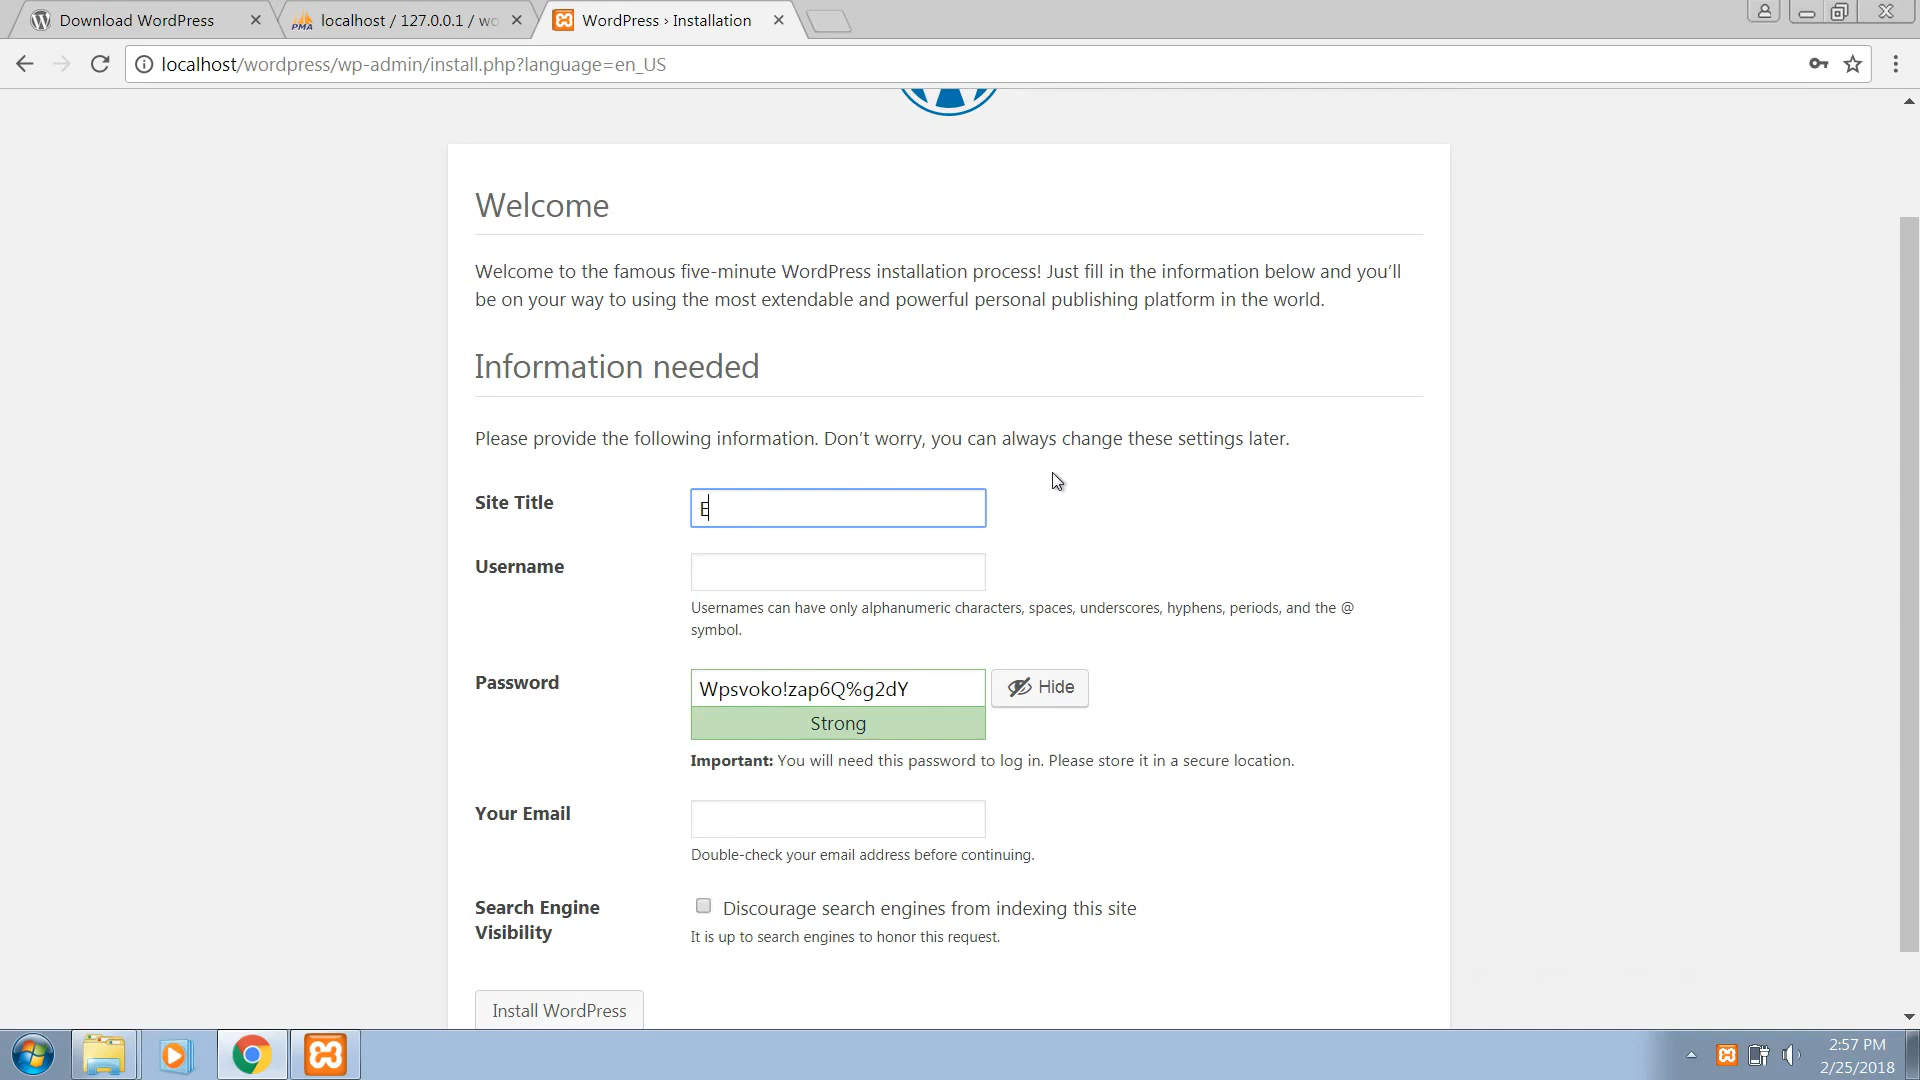 Download WordPress
localhost / 127.0.0.1 / wo
WordPress › Installation
localhost/wordpress/wp-admin/install.php?language=en_US
Welcome
Welcome to the famous five-minute WordPress installation process! Just fill in the information below and you’ll
be on your way to using the most extendable and powerful personal publishing platform in the world.
Information needed
Please provide the following information. Don’t worry, you can always change these settings later.
Site Title
E
Username
Usernames can have only alphanumeric characters, spaces, underscores, hyphens, periods, and the @
symbol.
Password
Wpsvoko!zap6Q%g2dY
Hide
Strong
Important: You will need this password to log in. Please store it in a secure location.
Your Email
Double-check your email address before continuing.
Search Engine
Visibility
Discourage search engines from indexing this site
It is up to search engines to honor this request.
Install WordPress
2:57 PM
2/25/2018